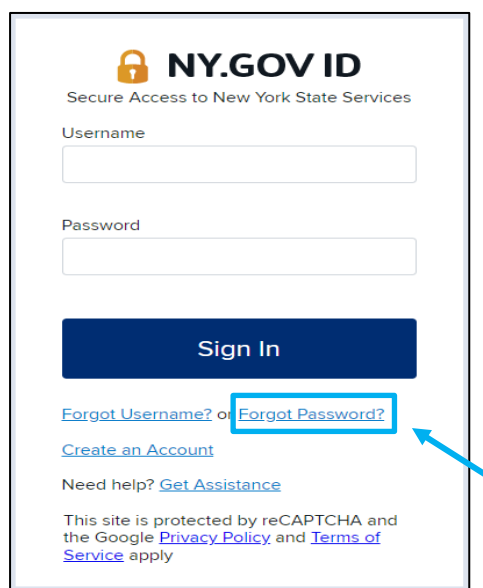 NY.GOV ID
Secure Access to New York State Services
Username
Password
Sign In
Forgot Username? or Forgot Password?
Create an Account
Need help? Get Assistance
This site is protected by reCAPTCHA and
the Google Privacy Policy and Terms of
Service apply